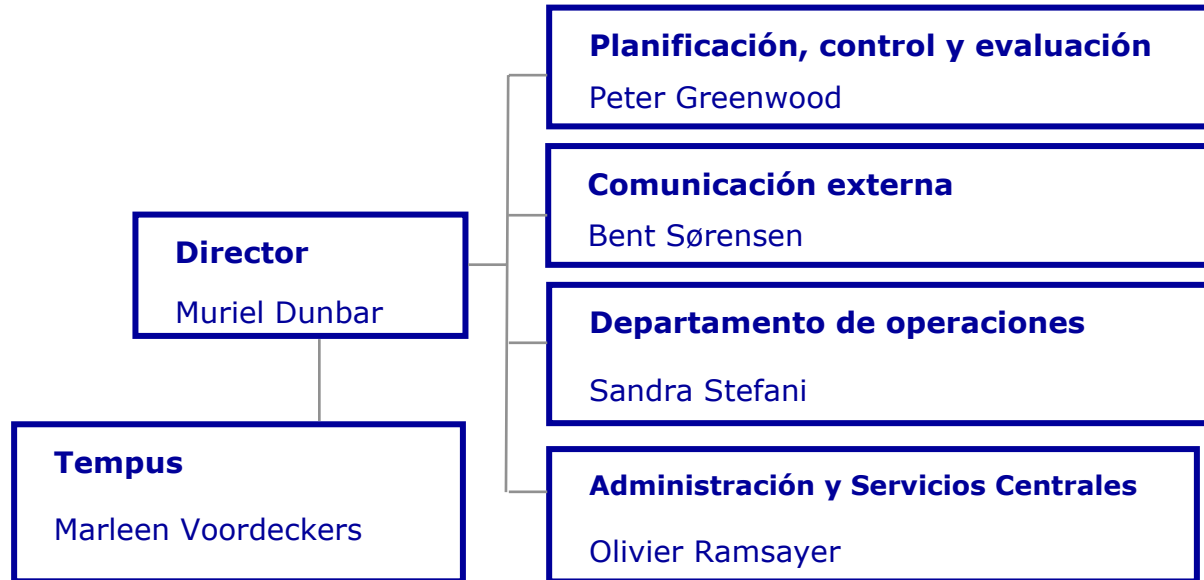 Planificación, control y evaluación
Peter Greenwood
Comunicación externa
Bent Sørensen
Director
Muriel Dunbar
Departamento de operaciones
Sandra Stefani
Tempus
Marleen Voordeckers
Administración y Servicios Centrales
Olivier Ramsayer